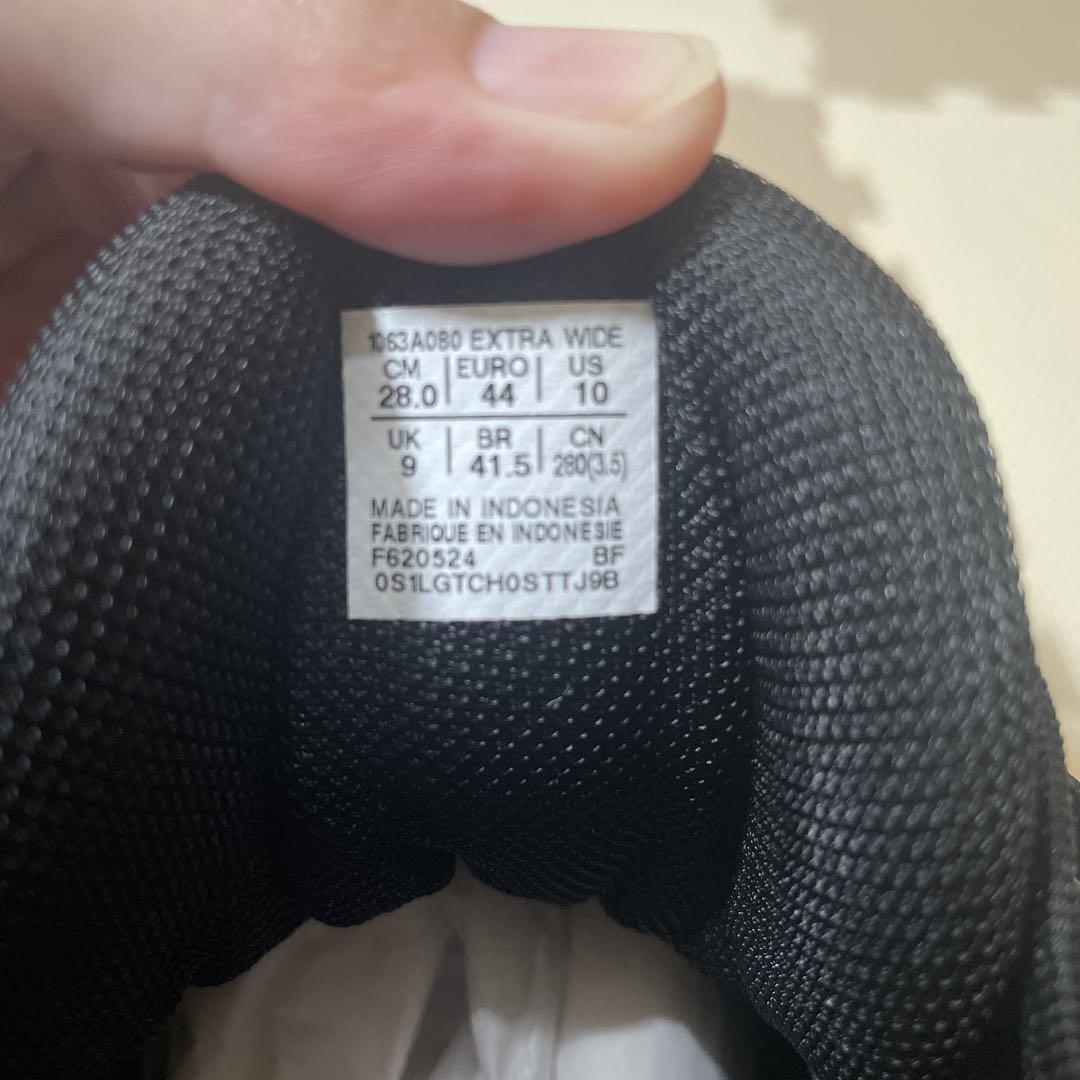 1063A080 EXTRA WIDE
CM | EURO | US
28.0 | 44 | 10
UK | BR | CN
9 | 41.5 | 280(3.5)
MADE IN INDONESIA
FABRIQUE EN INDONESIE
F620524 BF
0S1LGTCH0STTJ9B